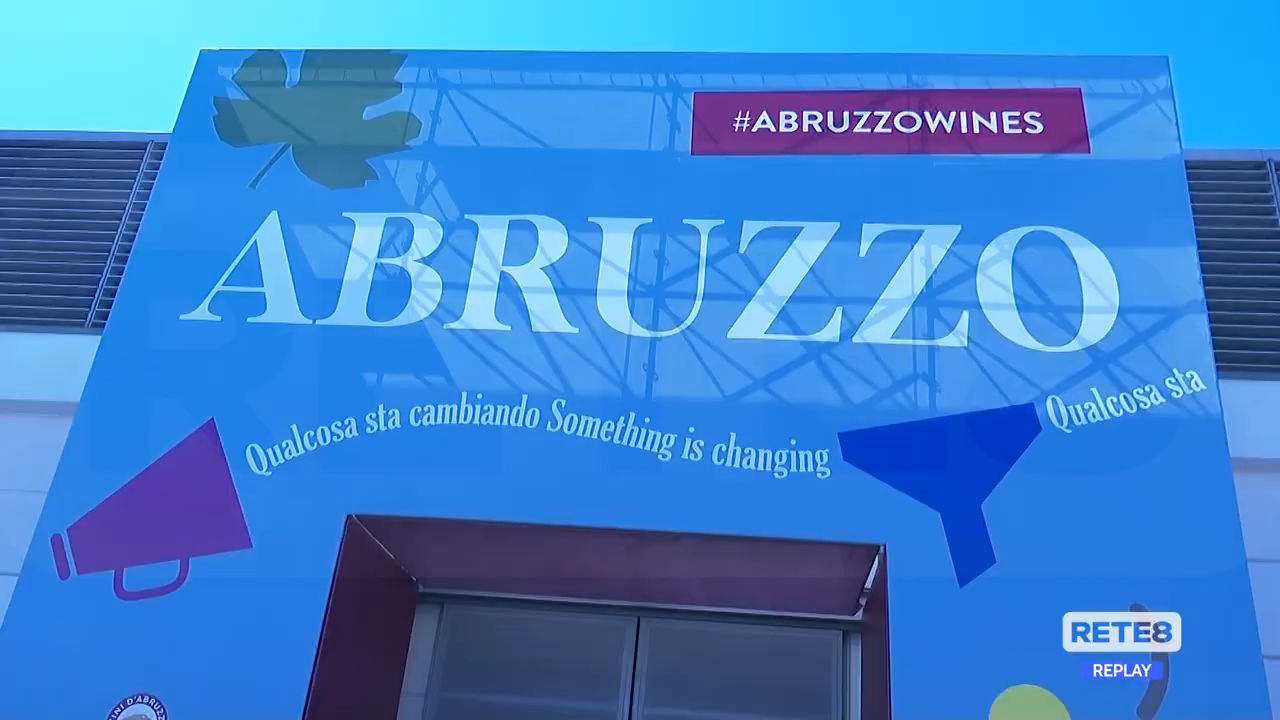 #ABRUZZOWINES
ABRUZZO
Qualcosa sta cambiando Something is changing
Qualcosa sta
RETE8
REPLAY